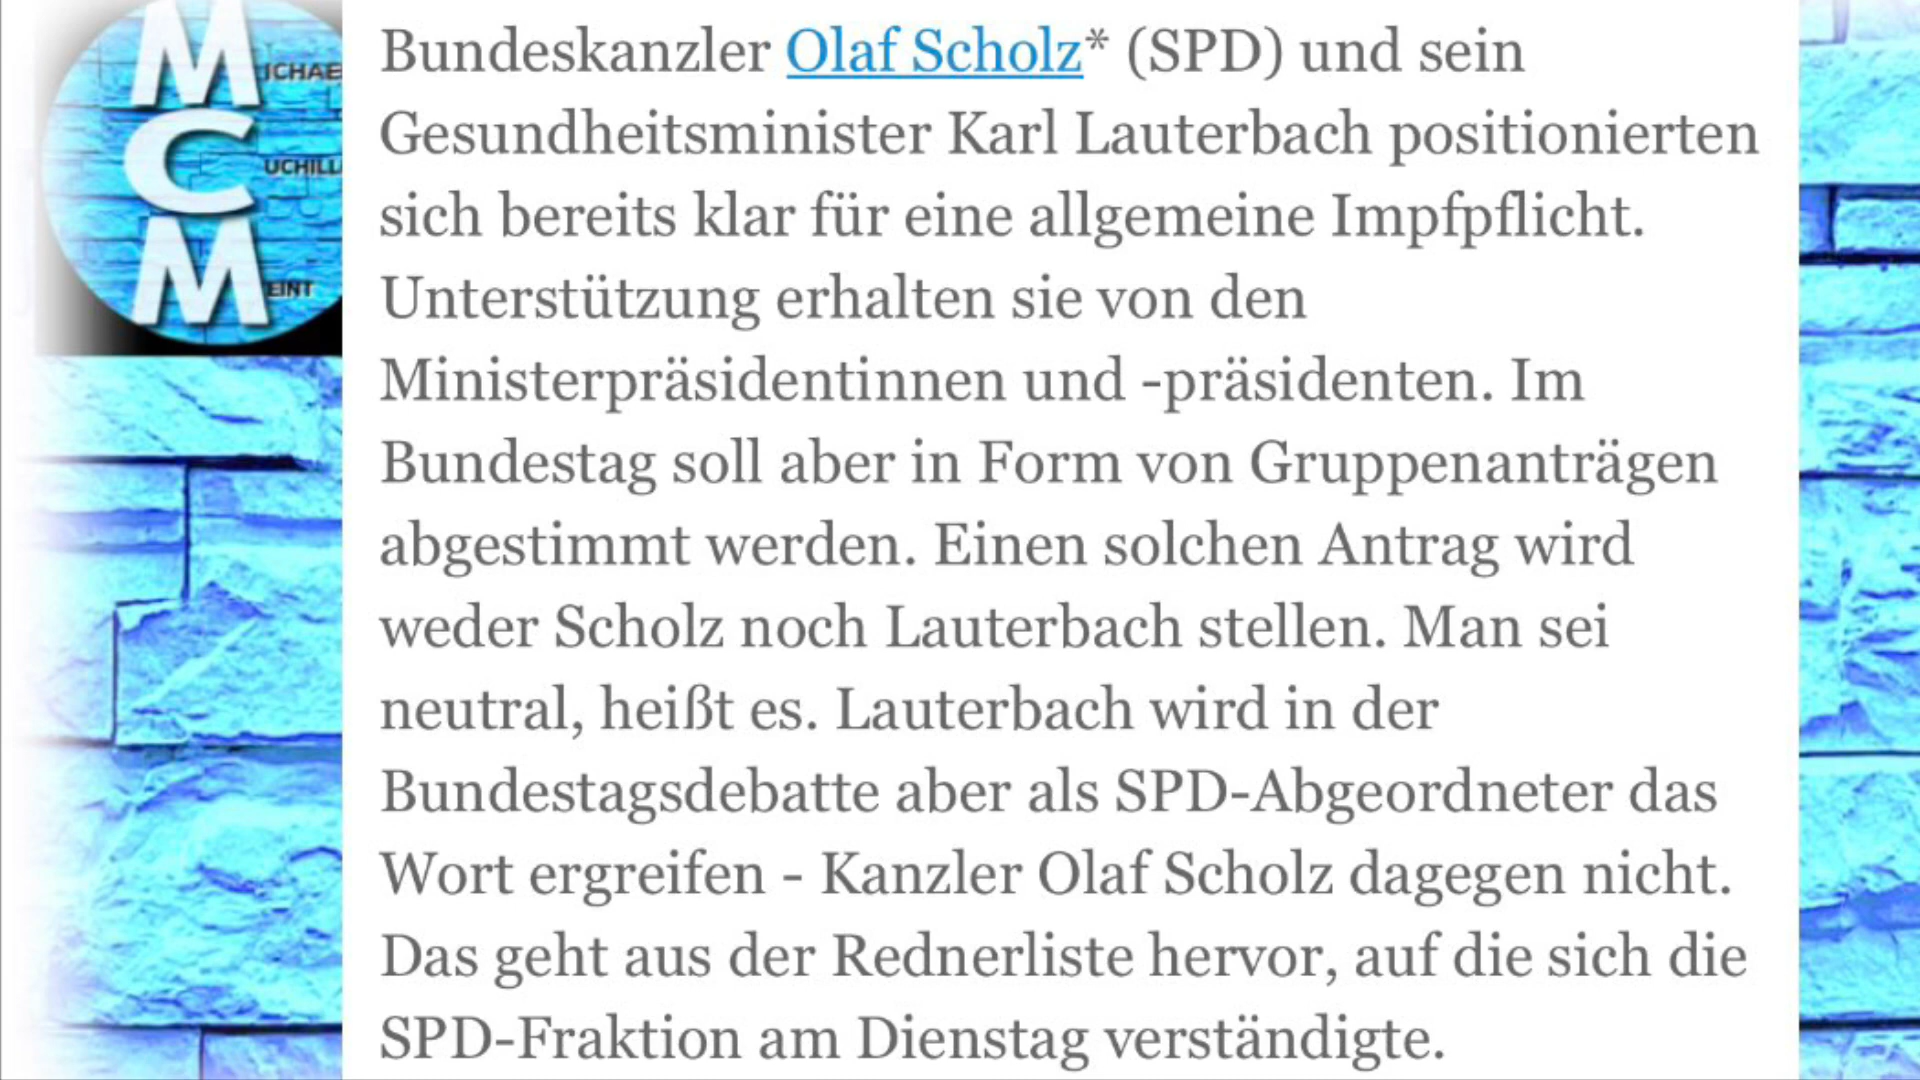 M ICHAE
C UCHILL
M EINT
Bundeskanzler Olaf Scholz* (SPD) und sein
Gesundheitsminister Karl Lauterbach positionierten
sich bereits klar für eine allgemeine Impfpflicht.
Unterstützung erhalten sie von den
Ministerpräsidentinnen und -präsidenten. Im
Bundestag soll aber in Form von Gruppenanträgen
abgestimmt werden. Einen solchen Antrag wird
weder Scholz noch Lauterbach stellen. Man sei
neutral, heißt es. Lauterbach wird in der
Bundestagsdebatte aber als SPD-Abgeordneter das
Wort ergreifen - Kanzler Olaf Scholz dagegen nicht.
Das geht aus der Rednerliste hervor, auf die sich die
SPD-Fraktion am Dienstag verständigte.